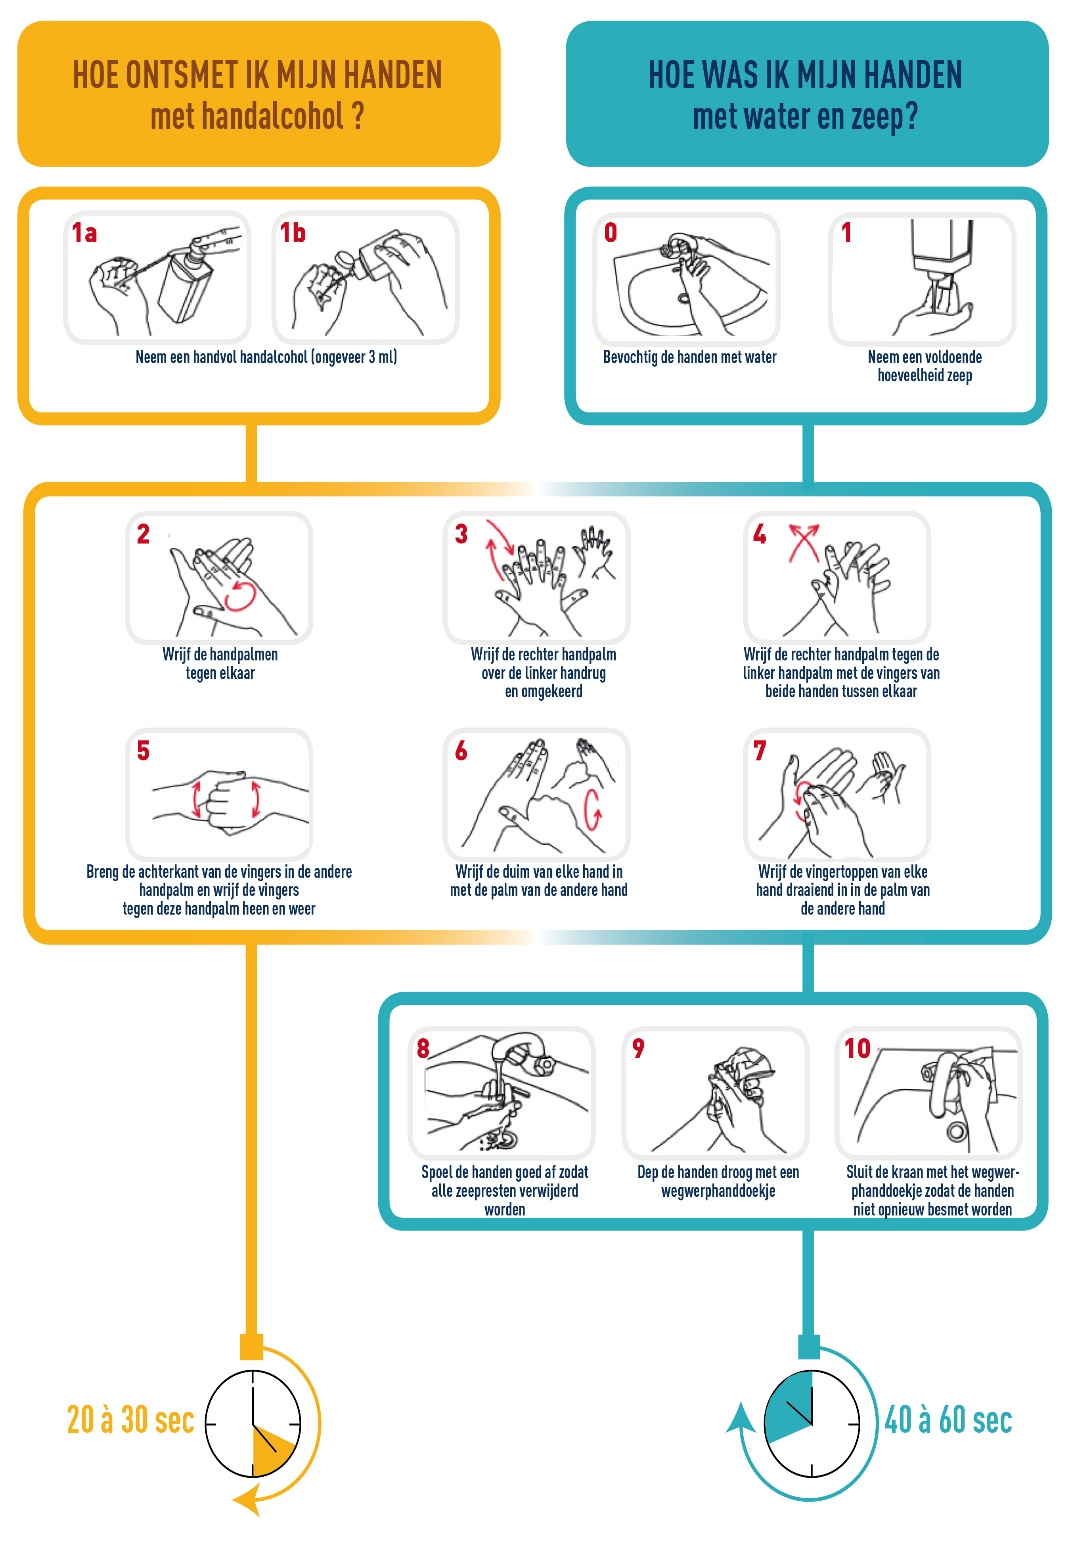 HOE ONTSMET IK MIJN HANDEN
met handalcohol ?
HOE WAS IK MIJN HANDEN
met water en zeep?
1a
1b
Neem een handvol handalcohol (ongeveer 3 ml)
0
Bevochtig de handen met water
1
Neem een voldoende
hoeveelheid zeep
2
Wrijf de handpalmen
tegen elkaar
3
Wrijf de rechter handpalm
over de linker handrug
en omgekeerd
4
Wrijf de rechter handpalm tegen de
linker handpalm met de vingers van
beide handen tussen elkaar
5
Breng de achterkant van de vingers in de andere
handpalm en wrijf de vingers
tegen deze handpalm heen en weer
6
Wrijf de duim van elke hand in
met de palm van de andere hand
7
Wrijf de vingertoppen van elke
hand draaiend in in de palm van
de andere hand
8
Spoel de handen goed af zodat
alle zeepresten verwijderd
worden
9
Dep de handen droog met een
wegwerphanddoekje
10
Sluit de kraan met het wegwer-
phanddoekje zodat de handen
niet opnieuw besmet worden
20 à 30 sec
40 à 60 sec